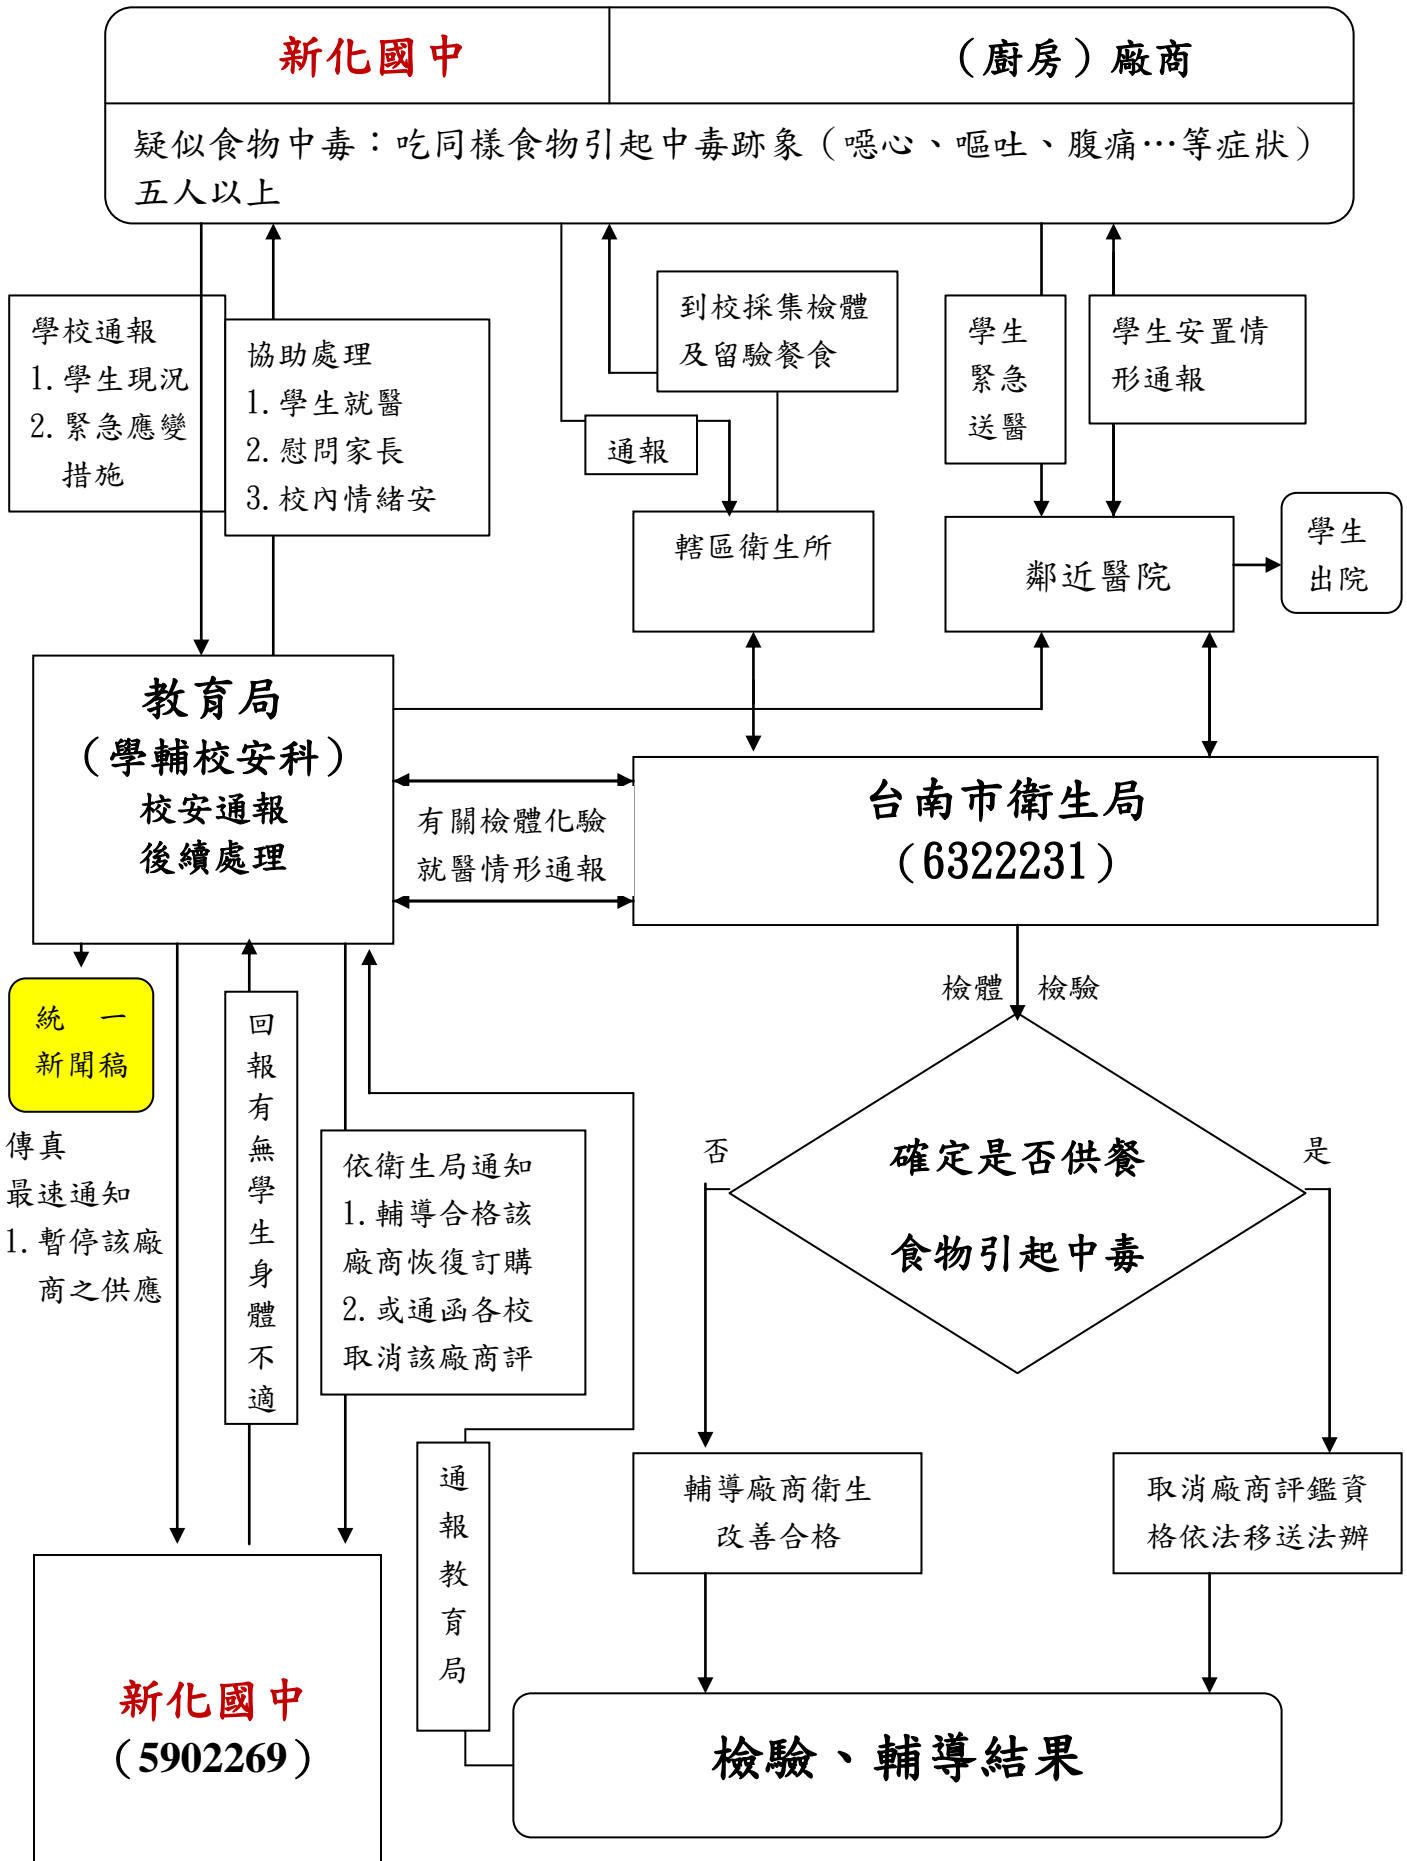 新化國中
（廚房）廠商
疑似食物中毒：吃同樣食物引起中毒跡象（噁心、嘔吐、腹痛…等症狀）
五人以上
學校通報
1.學生現況
2.緊急應變
措施
協助處理
1.學生就醫
2.慰問家長
3.校內情緒安
通報
到校採集檢體
及留驗餐食
學生
緊急
送醫
學生安置情
形通報
轄區衛生所
鄰近醫院
學生
出院
教育局
（學輔校安科）
校安通報
後續處理
有關檢體化驗
就醫情形通報
台南市衛生局
（6322231）
統　一
新聞稿
傳真
最速通知
1.暫停該廠
商之供應
回
報
有
無
學
生
身
體
不
適
依衛生局通知
1.輔導合格該
廠商恢復訂購
2.或通函各校
取消該廠商評
檢體
檢驗
否
確定是否供餐
食物引起中毒
是
通
報
教
育
局
輔導廠商衛生
改善合格
取消廠商評鑑資
格依法移送法辦
新化國中
（5902269）
檢驗、輔導結果